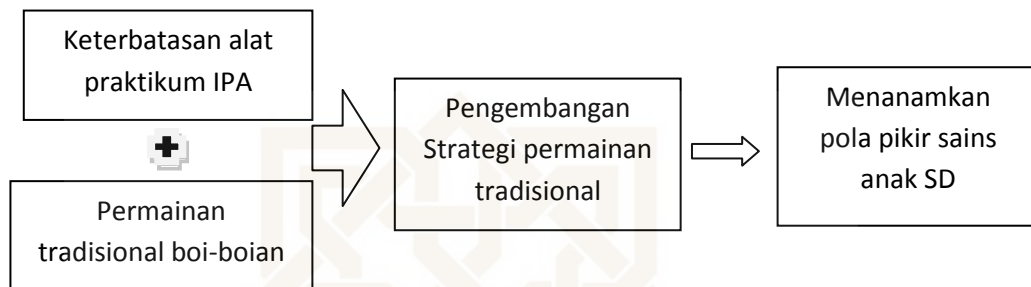 Keterbatasan alat
praktikum IPA
Permainan
tradisional boi-boian
Pengembangan
Strategi permainan
tradisional
Menanamkan
pola pikir sains
anak SD